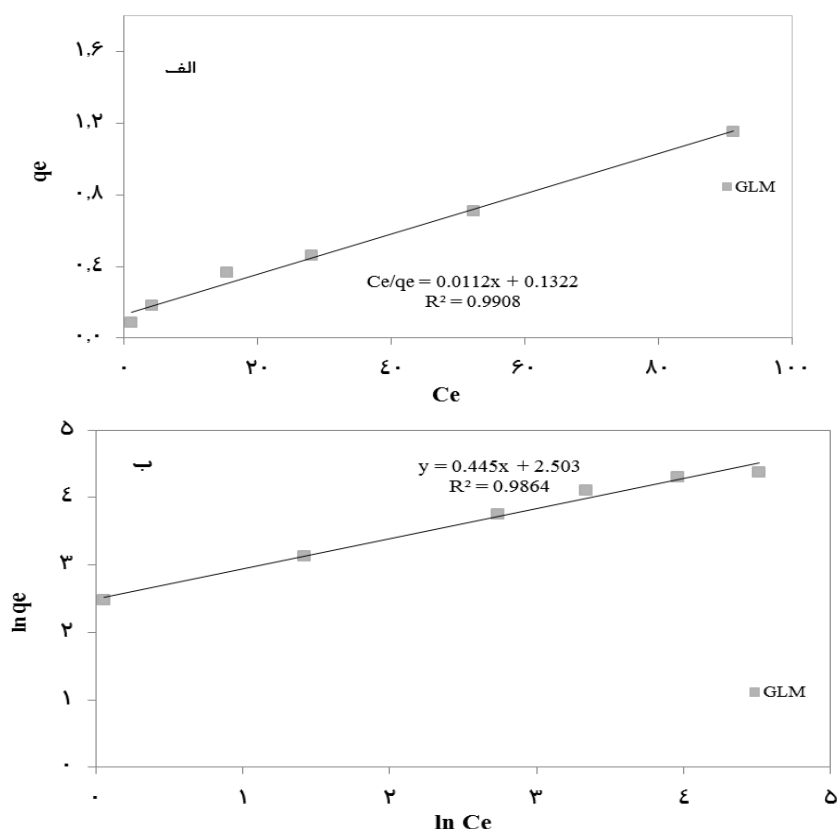 ۱,۶
الف
۱,۲
qe
۰,۸
GLM
۰,۴
Ce/qe = 0.0112x + 0.1322
R² = 0.9908
۰,۰
۰ ۲۰ ۴۰ ۶۰ ۸۰ ۱۰۰
Ce
۵
ب
y = 0.445x + 2.503
R² = 0.9864
۴
۳
lnqe
۲
۱
GLM
۰
۰ ۱ ۲ ۳ ۴ ۵
ln Ce